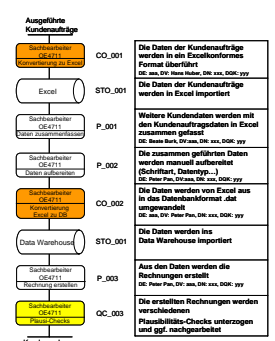 Ausgeführte
Kundenaufträge
Sachbearbeiter
OE4711
Konvertierung zu Excel
CO_001
Die Daten der Kundenaufträge
werden in ein Excelkonformes
Format überführt
DE: aaa, DV: Hans Huber, DN: xxx, DQK: yyy
Excel
STO_001
Die Daten der Kundenaufträge
werden in Excel importiert
Sachbearbeiter
OE4711
Daten zusammenfassen
P_001
Weitere Kundendaten werden mit
den Kundenauftragsdaten in Excel
zusammen gefasst
DE: Beate Burk, DV:aaa, DN: xxx, DQK: yyy
Sachbearbeiter
OE4711
Daten aufbereiten
P_002
Die zusammen geführten Daten
werden manuell aufbereitet
(Schriftart, Datentyp...)
DE: Peter Pan, DV:aaa, DN: xxx, DQK: yyy
Sachbearbeiter
OE4711
Konvertierung
Excel zu DB
CO_002
Die Daten werden von Excel aus
in das Datenbankformat .dat
umgewandelt
DE: aaa, DV: Peter Pan, DN: xxx, DQK: yyy
Data Warehouse
STO_001
Die Daten werden ins
Data Warehouse importiert
Sachbearbeiter
OE4711
Rechnung erstellen
P_003
Aus den Daten werden die
Rechnungen erstellt
DE: Peter Pan, DV: aaa, DN: xxx, DQK: yyy
Sachbearbeiter
OE4711
Plausi-Checks
QC_003
Die erstellten Rechnungen werden
verschiedenen
Plausibilitäts-Checks unterzogen
und ggf. nachgearbeitet